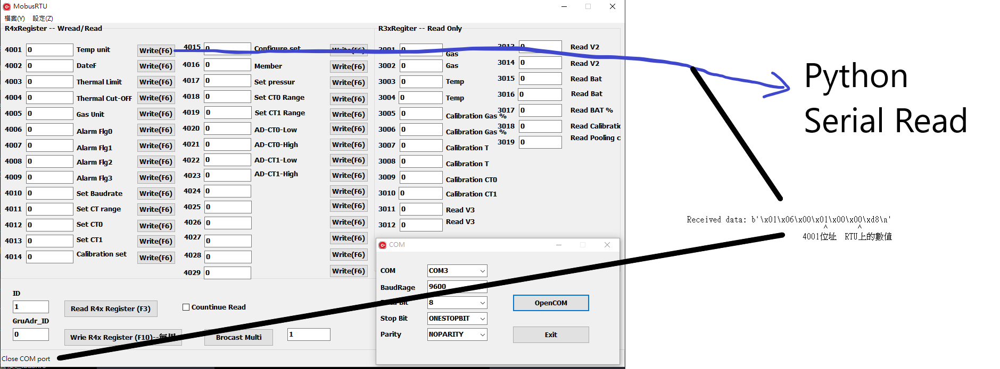 MobusRTU
檔案(Y) 設定(Z)
R4xRegister -- Wread/Read
4001 0 Temp unit Write(F6)
4002 0 DateF Write(F6)
4003 0 Thermal Limit Write(F6)
4004 0 Thermal Cut-OFF Write(F6)
4005 0 Gas Unit Write(F6)
4006 0 Alarm Flg0 Write(F6)
4007 0 Alarm Flg1 Write(F6)
4008 0 Alarm Flg2 Write(F6)
4009 0 Alarm Flg3 Write(F6)
4010 0 Set Baudrate Write(F6)
4011 0 Set CT range Write(F6)
4012 0 Set CT0 Write(F6)
4013 0 Set CT1 Write(F6)
4014 0 Calibration set Write(F6)
4015 0 Configure set Write(F6)
4016 0 Member Write(F6)
4017 0 Set pressur Write(F6)
4018 0 Set CT0 Range Write(F6)
4019 0 Set CT1 Range Write(F6)
4020 0 AD-CT0-Low Write(F6)
4021 0 AD-CT0-High Write(F6)
4022 0 AD-CT1-Low Write(F6)
4023 0 AD-CT1-High Write(F6)
4024 0 Write(F6)
4025 0 Write(F6)
4026 0 Write(F6)
4027 0 Write(F6)
4028 0 Write(F6)
4029 0 Write(F6)
R3xRegiter -- Read Only
3001 0 Gas
3002 0 Gas
3003 0 Temp
3004 0 Temp
3005 0 Calibration Gas %
3006 0 Calibration Gas %
3007 0 Calibration T
3008 0 Calibration T
3009 0 Calibration CT0
3010 0 Calibration CT1
3011 0 Read V3
3012 0 Read V3
3013 0 Read V2
3014 0 Read V2
3015 0 Read Bat
3016 0 Read Bat
3017 0 Read BAT %
3018 0 Read Calibratic
3019 0 Read Pooling c
ID
1
Read R4x Register (F3)
Countinue Read
GruAdr_ID
0
Wrie R4x Register (F10)--無用
Brocast Multi
1
Close COM port
COM
COM COM3
BaudRage 9600
Data Bit 8
Stop Bit ONESTOPBIT
Parity NOPARITY
OpenCOM
Exit
Python
Serial Read
Received data: b'\x01\x06\x00\x01\x00\x00\xd8\n'
^ ^
4001位址 RTU上的數值